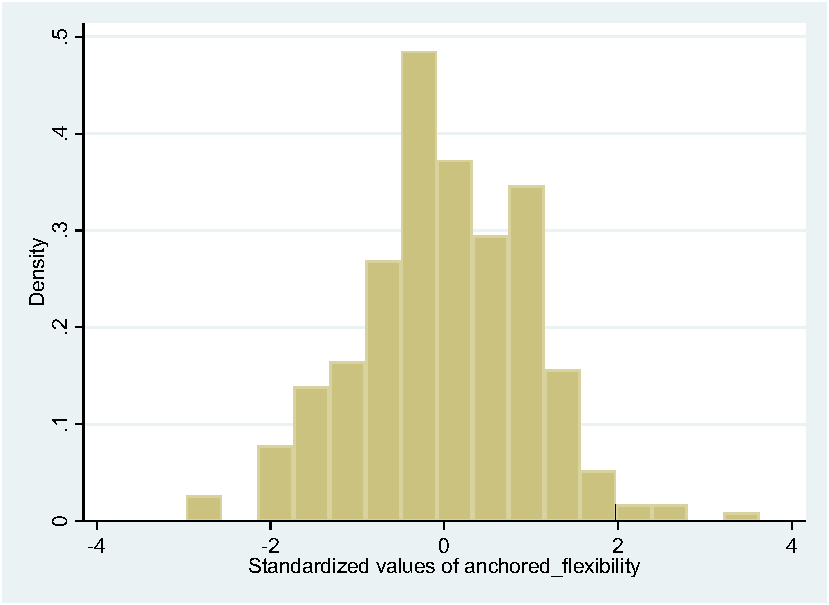 .5
.4
.3
.2
.1
0
Density
-4 -2 0 2 4
Standardized values of anchored_flexibility